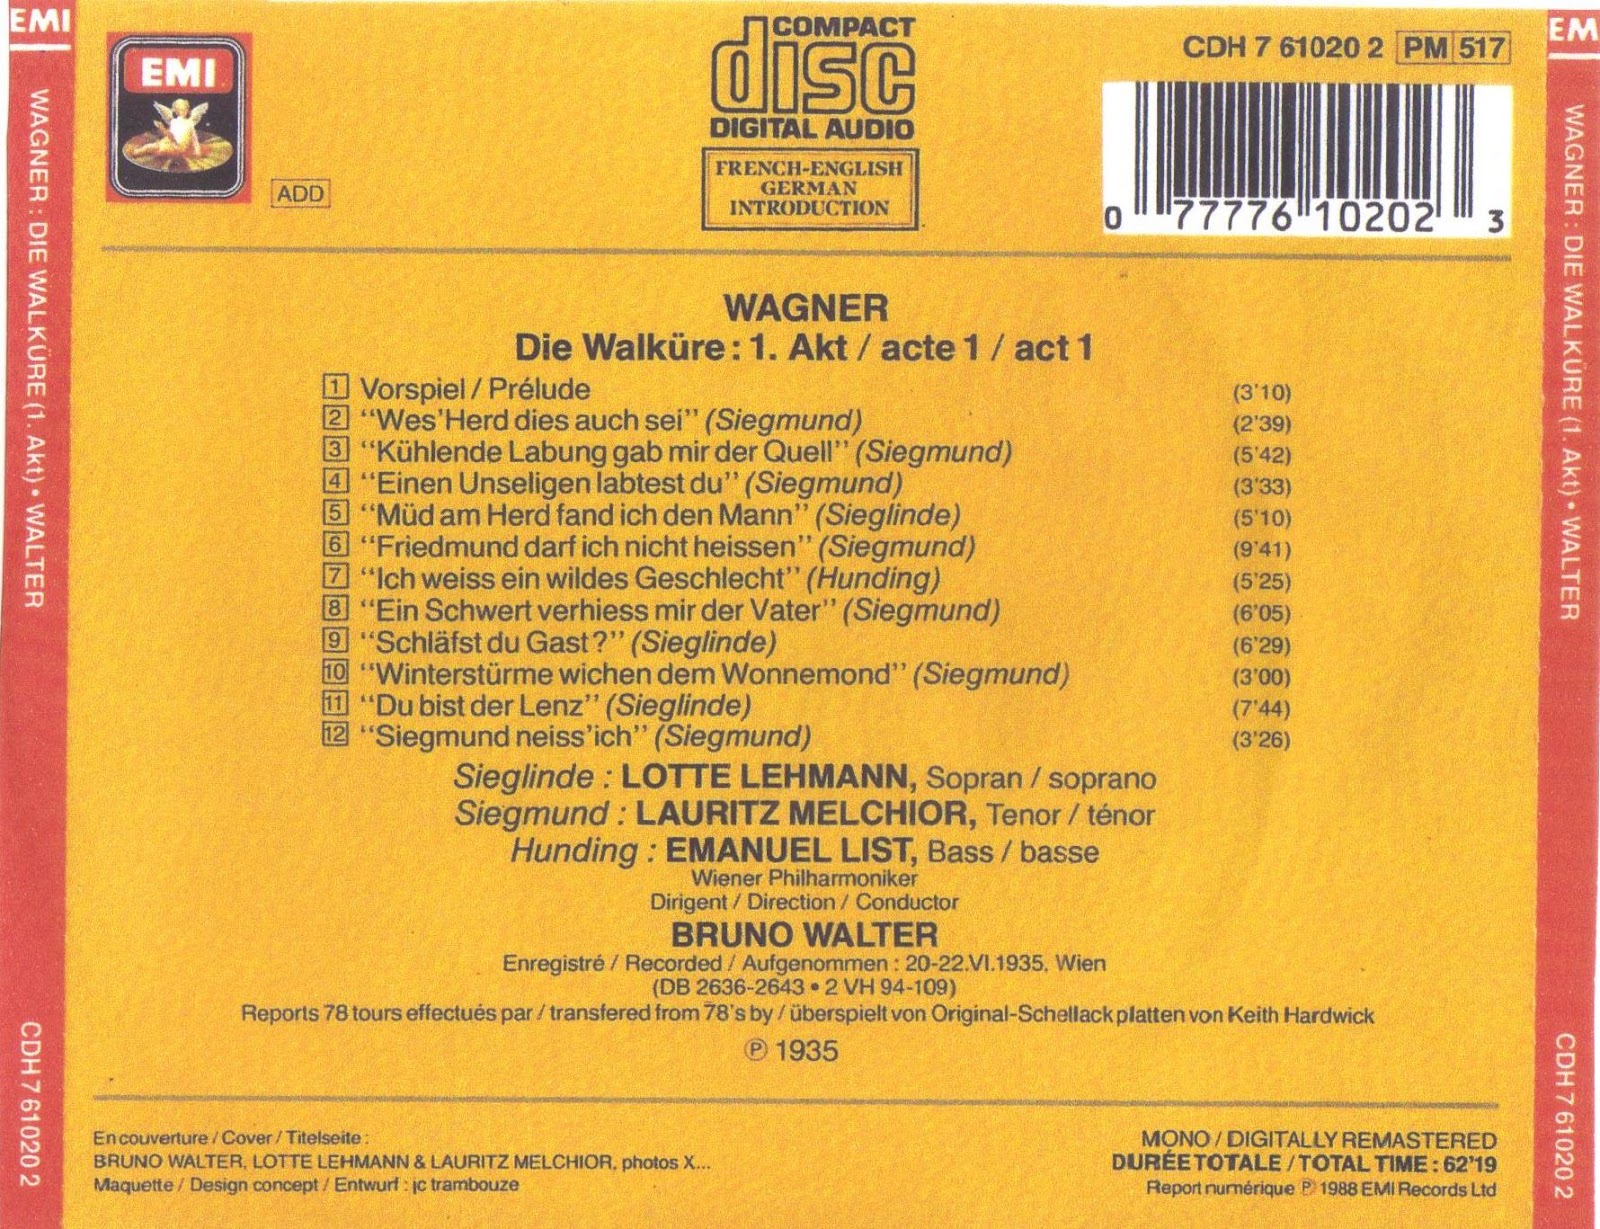 EMI
WAGNER : DIE WALKÜRE (1. Akt) • WALTER
CDH 7 61020 2
EMI
ADD
COMPACT
disc
DIGITAL AUDIO
FRENCH-ENGLISH
GERMAN
INTRODUCTION
CDH 7 61020 2 PM 517
0 77776 10202 3
WAGNER
Die Walküre : 1. Akt / acte 1 / act 1
1 Vorspiel / Prélude (3'10)
2 “Wes'Herd dies auch sei” (Siegmund) (2'39)
3 “Kühlende Labung gab mir der Quell” (Siegmund) (5'42)
4 “Einen Unseligen labtest du” (Siegmund) (3'33)
5 “Müd am Herd fand ich den Mann” (Sieglinde) (5'10)
6 “Friedmund darf ich nicht heissen” (Siegmund) (9'41)
7 “Ich weiss ein wildes Geschlecht” (Hunding) (5'25)
8 “Ein Schwert verhiess mir der Vater” (Siegmund) (6'05)
9 “Schläfst du Gast?” (Sieglinde) (6'29)
10 “Winterstürme wichen dem Wonnemond” (Siegmund) (3'00)
11 “Du bist der Lenz” (Sieglinde) (7'44)
12 “Siegmund neiss'ich” (Siegmund) (3'26)
Sieglinde : LOTTE LEHMANN, Sopran / soprano
Siegmund : LAURITZ MELCHIOR, Tenor / ténor
Hunding : EMANUEL LIST, Bass / basse
Wiener Philharmoniker
Dirigent / Direction / Conductor
BRUNO WALTER
Enregistré / Recorded / Aufgenommen : 20-22.VI.1935, Wien
(DB 2636-2643 • 2 VH 94-109)
Reports 78 tours effectués par / transfered from 78's by / überspielt von Original-Schellackplatten von Keith Hardwick
℗ 1935
En couverture / Cover / Titelseite :
BRUNO WALTER, LOTTE LEHMANN & LAURITZ MELCHIOR, photos X...
Maquette / Design concept / Entwurf : jc trambouze
MONO / DIGITALLY REMASTERED
DURÉE TOTALE / TOTAL TIME : 62'19
Report numérique ℗ 1988 EMI Records Ltd
EM
WAGNER : DIE WALKÜRE (1. Akt) • WALTER
CDH 7 61020 2